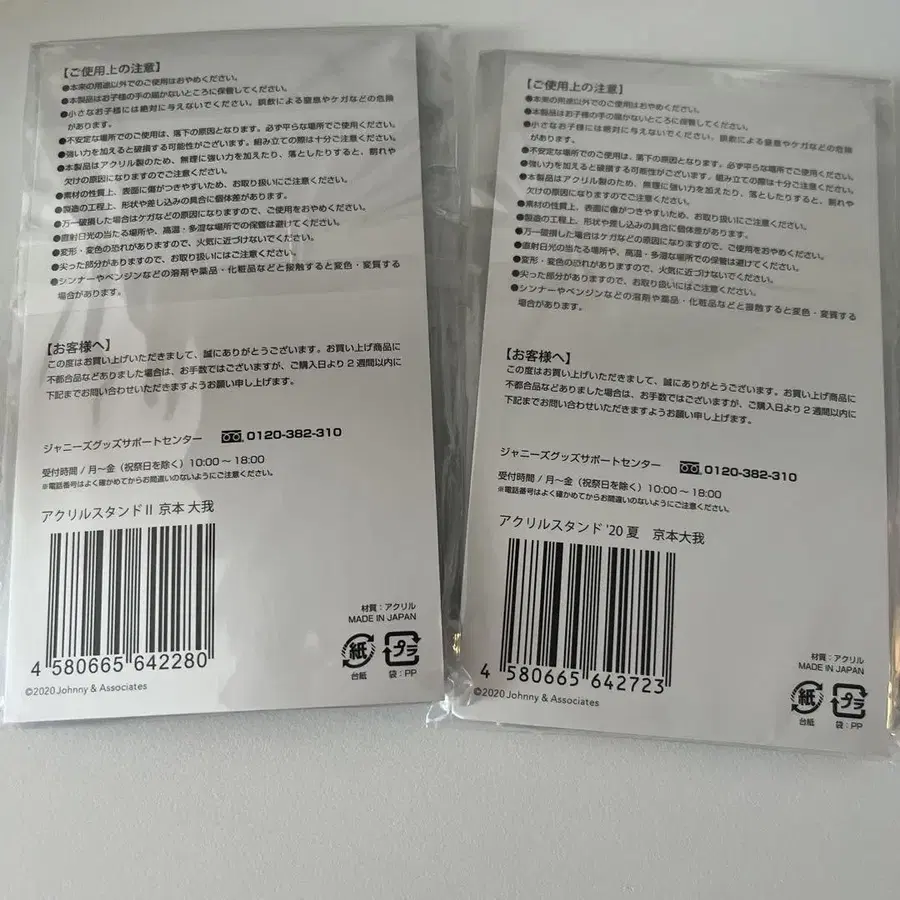 【ご使用上の注意】
●本来の用途以外でのご使用はおやめください。
●本製品はお子様の手の届かないところに保管してください。
●小さなお子様には絶対に与えないでください。誤飲による窒息やケガなどの危険
があります。
●不安定な場所でのご使用は、落下の原因となります。必ず平らな場所でご使用ください。
●強い力を加えると破損する可能性がございます。組み立ての際は十分ご注意ください。
●本製品はアクリル製のため、無理に強い力を加えたり、落としたりすると、割れや
欠けの原因になりますのでご注意ください。
●素材の性質上、表面に傷がつきやすいため、お取り扱いにご注意ください。
●製造の工程上、形状や差し込みの具合に個体差があります。
●万一破損した場合はケガなどの原因になりますので、ご使用をおやめください。
●直射日光の当たる場所や、高温・多湿な場所での保管は避けてください。
●変形・変色の恐れがありますので、火気に近づけないでください。
●尖った部分がありますので、お取り扱いにはご注意ください。
●シンナーやベンジンなどの溶剤や薬品・化粧品などと接触すると変色・変質する
場合があります。
【お客様へ】
この度はお買い上げいただきまして、誠にありがとうございます。お買い上げ商品に
不都合品などありました場合は、お手数ではございますが、ご購入日より2週間以内に
下記までお問い合わせいただきますようお願い申し上げます。
ジャニーズグッズサポートセンター 0120-382-310
受付時間/月～金（祝祭日を除く）10:00～18:00
※電話番号はよく確かめてからお間違いのないようにご注意ください。
アクリルスタンドII 京本 大我
4 580665 642280
©2020 Johnny & Associates
材質：アクリル
MADE IN JAPAN
紙
台紙
プラ
袋：PP
【ご使用上の注意】
●本来の用途以外でのご使用はおやめください。
●本製品はお子様の手の届かないところに保管してください。
●小さなお子様には絶対に与えないでください。誤飲による窒息やケガなどの危険
があります。
●不安定な場所でのご使用は、落下の原因となります。必ず平らな場所でご使用ください。
●強い力を加えると破損する可能性がございます。組み立ての際は十分ご注意ください。
●本製品はアクリル製のため、無理に強い力を加えたり、落としたりすると、割れや
欠けの原因になりますのでご注意ください。
●素材の性質上、表面に傷がつきやすいため、お取り扱いにご注意ください。
●製造の工程上、形状や差し込みの具合に個体差があります。
●万一破損した場合はケガなどの原因になりますので、ご使用をおやめください。
●直射日光の当たる場所や、高温・多湿な場所での保管は避けてください。
●変形・変色の恐れがありますので、火気に近づけないでください。
●尖った部分がありますので、お取り扱いにはご注意ください。
●シンナーやベンジンなどの溶剤や薬品・化粧品などと接触すると変色・変質する
場合があります。
【お客様へ】
この度はお買い上げいただきまして、誠にありがとうございます。お買い上げ商品に
不都合品などありました場合は、お手数ではございますが、ご購入日より2週間以内に
下記までお問い合わせいただきますようお願い申し上げます。
ジャニーズグッズサポートセンター 0120-382-310
受付時間/月～金（祝祭日を除く）10:00～18:00
※電話番号はよく確かめてからお間違いのないようにご注意ください。
アクリルスタンド '20 夏 京本大我
4 580665 642723
©2020 Johnny & Associates
材質：アクリル
MADE IN JAPAN
紙
台紙
プラ
袋：PP